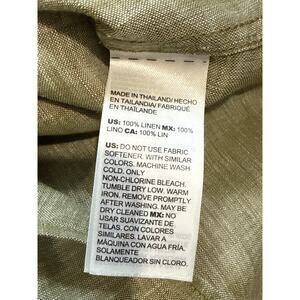 MADE IN THAILAND/ HECHO
EN TAILANDIA/ FABRIQUÉ
EN THAÏLANDE
US: 100% LINEN MX: 100%
LINO CA: 100% LIN
US: DO NOT USE FABRIC
SOFTENER. WITH SIMILAR
COLORS. MACHINE WASH
COLD. ONLY
NON-CHLORINE BLEACH.
TUMBLE DRY LOW. WARM
IRON. REMOVE PROMPTLY
AFTER WASHING. MAY BE
DRY CLEANED MX: NO
USAR SUAVIZANTE DE
TELAS. CON COLORES
SIMILARES. LAVAR A
MÁQUINA CON AGUA FRÍA.
SOLAMENTE
BLANQUEADOR SIN CLORO.